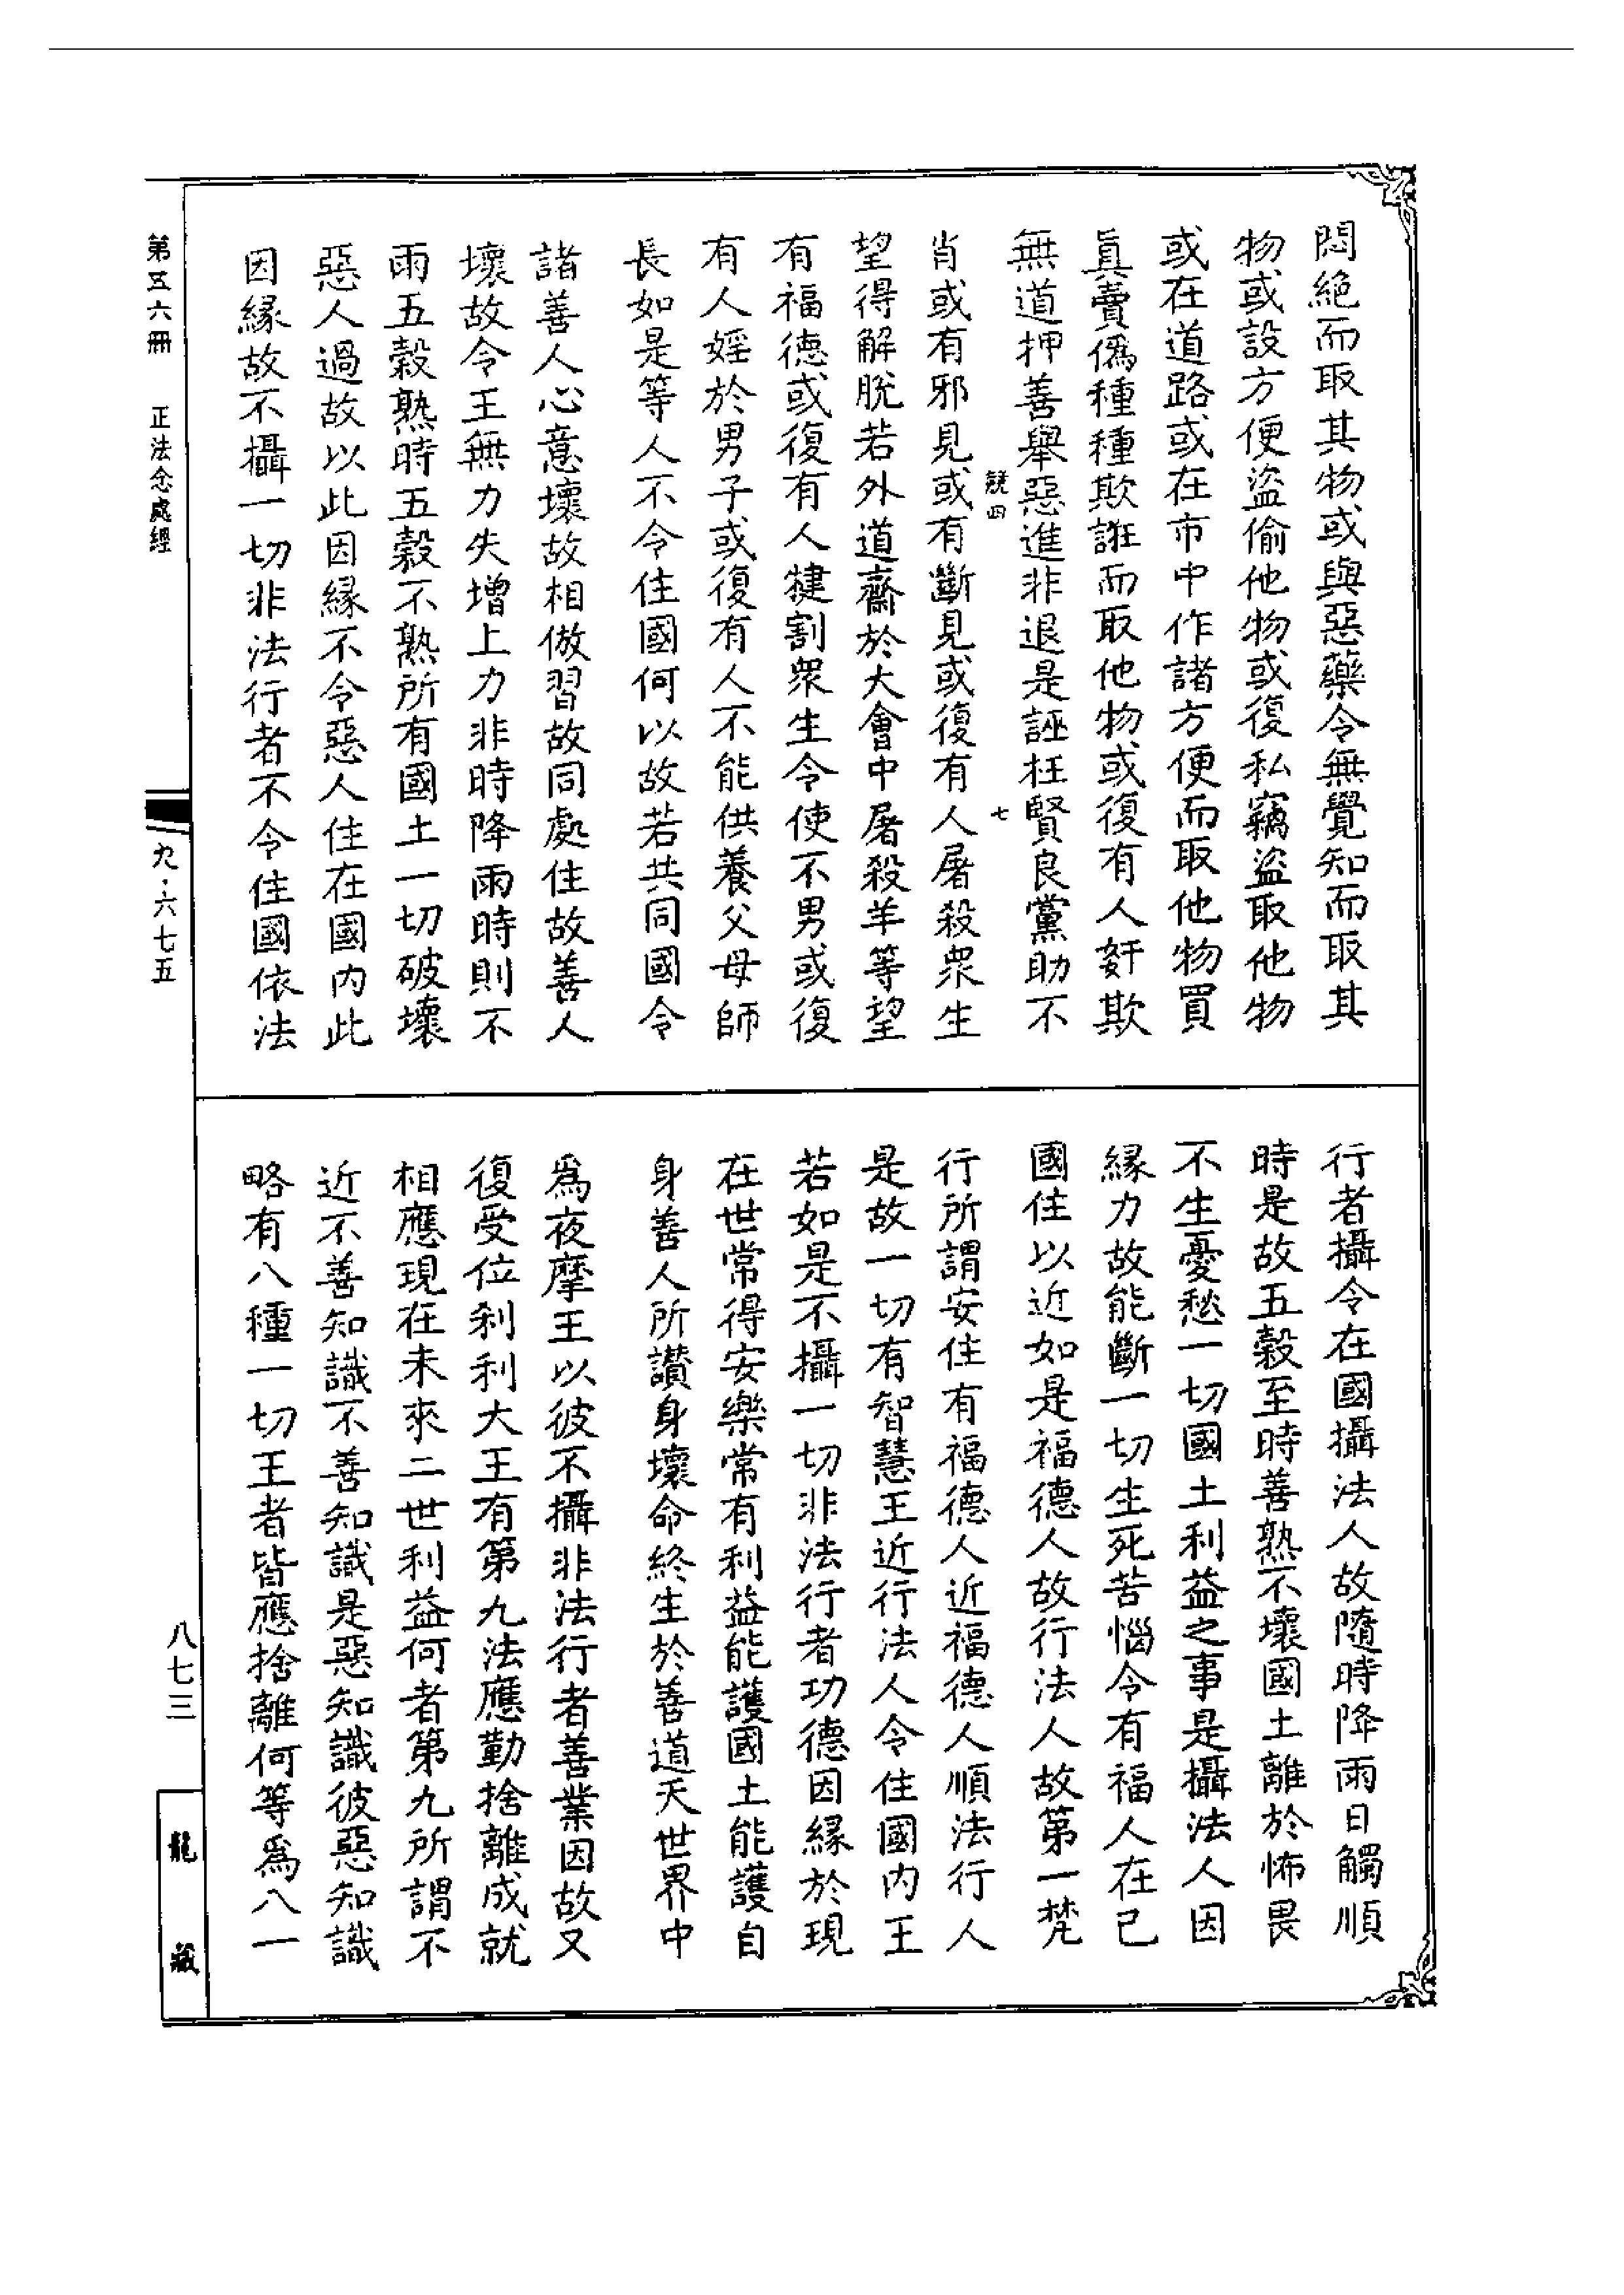 悶絶而取其物或與惡藥令無覺知而取其
物或設方便盜偷他物或復私竊盜取他物
或在道路或在市中作諸方便而取他物買
眞賣僞種種欺誑而取他物或復有人姧欺
無道押善舉惡進非退是誣枉賢良黨助不
競四 七
肖或有邪見或有斷見或復有人屠殺衆生
望得解脫若外道齋於大會中屠殺羊等望
有福德或復有人犍割衆生令使不男或復
有人婬於男子或復有人不能供養父母師
長如是等人不令住國何以故若共同國令
諸善人心意壞故相倣習故同處住故善人
壞故令王無力失增上力非時降雨時則不
雨五穀熟時五穀不熟所有國土一切破壞
惡人過故以此因緣不令惡人住在國內此
因緣故不攝一切非法行者不令住國依法
行者攝令在國攝法人故隨時降雨日觸順
時是故五穀至時善熟不壞國土離於怖畏
不生憂愁一切國土利益之事是攝法人因
緣力故能斷一切生死苦惱令有福人在己
國住以近如是福德人故行法人故第一梵
行所謂安住有福德人近福德人順法行人
是故一切有智慧王近行法人令住國內王
若如是不攝一切非法行者功德因緣於現
在世常得安樂常有利益能護國土能護自
身善人所讃身壞命終生於善道天世界中
爲夜摩王以彼不攝非法行者善業因故又
復受位刹利大王有第九法應勤捨離成就
相應現在未來二世利益何者第九所謂不
近不善知識不善知識是惡知識彼惡知識
略有八種一切王者皆應捨離何等爲八一
第五六冊 正法念處經
九·六七五
八七三
龍藏